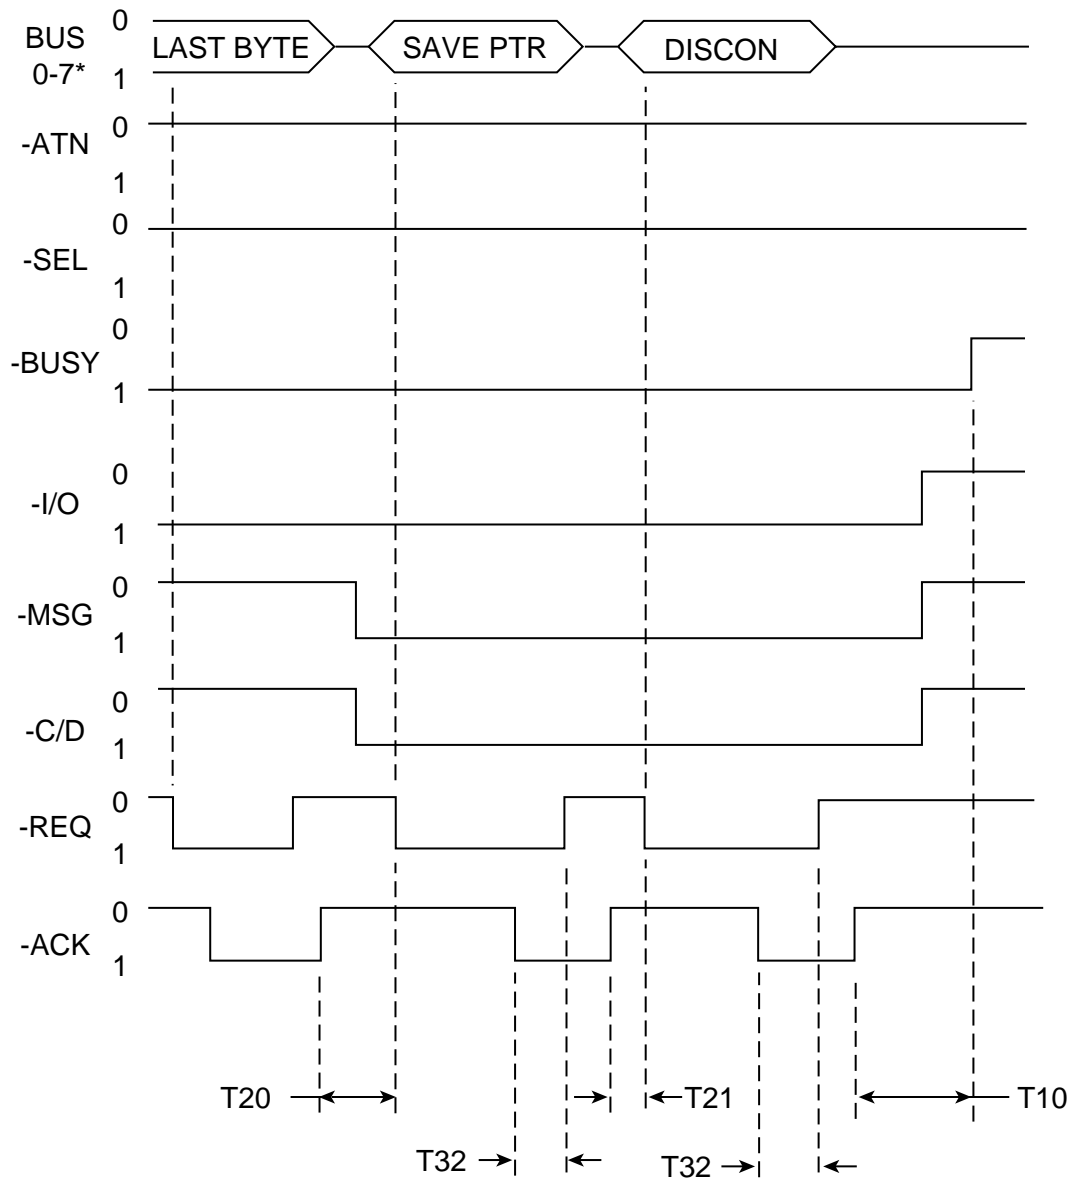 0
BUS LAST BYTE SAVE PTR DISCON
0-7*
1
0
-ATN
1
0
-SEL
1
0
-BUSY
1
0
-I/O
1
0
-MSG
1
0
-C/D
1
0
-REQ
1
0
-ACK
1
T20 T21 T10
T32 T32